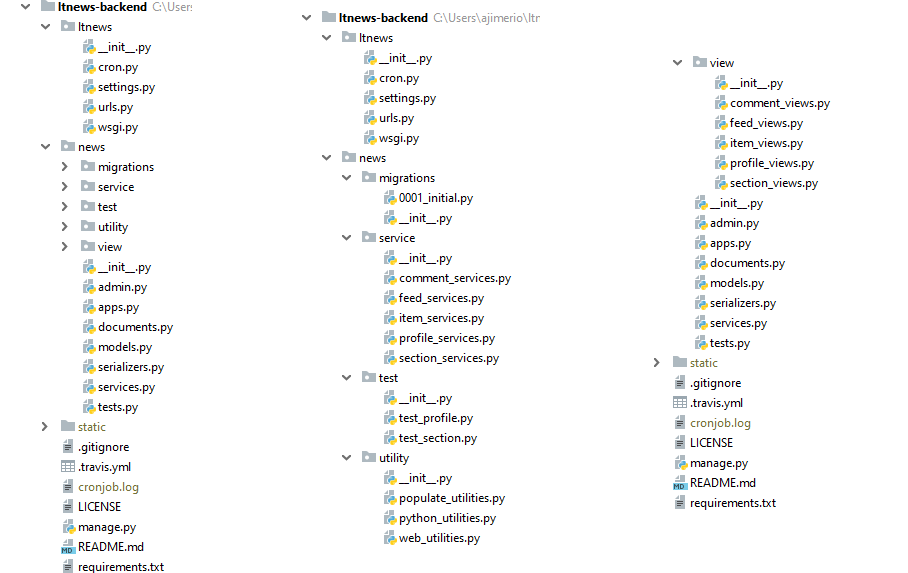 ltnews-backend C:\Users
ltnews
__init__.py
cron.py
settings.py
urls.py
wsgi.py
news
migrations
service
test
utility
view
__init__.py
admin.py
apps.py
documents.py
models.py
serializers.py
services.py
tests.py
static
.gitignore
.travis.yml
cronjob.log
LICENSE
manage.py
MD README.md
requirements.txt
ltnews-backend C:\Users\ajimerio\ltr
ltnews
__init__.py
cron.py
settings.py
urls.py
wsgi.py
news
migrations
0001_initial.py
__init__.py
service
__init__.py
comment_services.py
feed_services.py
item_services.py
profile_services.py
section_services.py
test
__init__.py
test_profile.py
test_section.py
utility
__init__.py
populate_utilities.py
python_utilities.py
web_utilities.py
view
__init__.py
comment_views.py
feed_views.py
item_views.py
profile_views.py
section_views.py
__init__.py
admin.py
apps.py
documents.py
models.py
serializers.py
services.py
tests.py
static
.gitignore
.travis.yml
cronjob.log
LICENSE
manage.py
MD README.md
requirements.txt